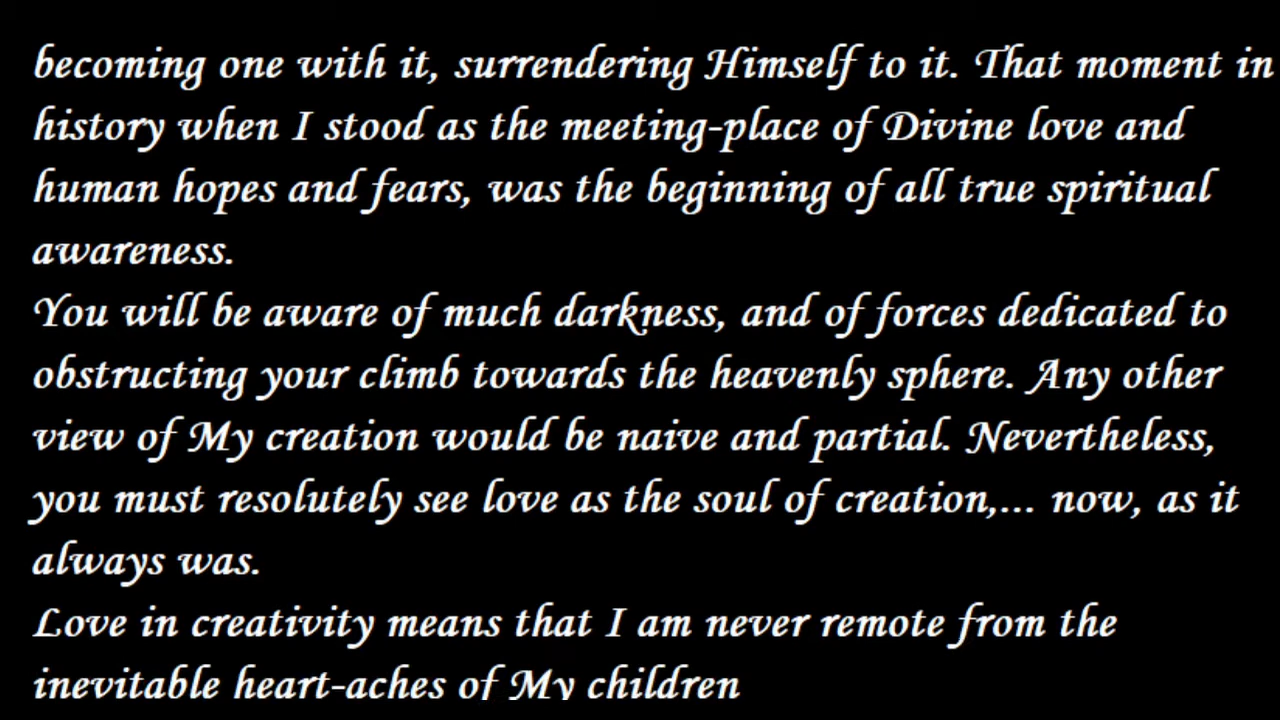 becoming one with it, surrendering Himself to it. That moment in
history when I stood as the meeting-place of Divine love and
human hopes and fears, was the beginning of all true spiritual
awareness.
You will be aware of much darkness, and of forces dedicated to
obstructing your climb towards the heavenly sphere. Any other
view of My creation would be naive and partial. Nevertheless,
you must resolutely see love as the soul of creation,... now, as it
always was.
Love in creativity means that I am never remote from the
inevitable heart-aches of My children